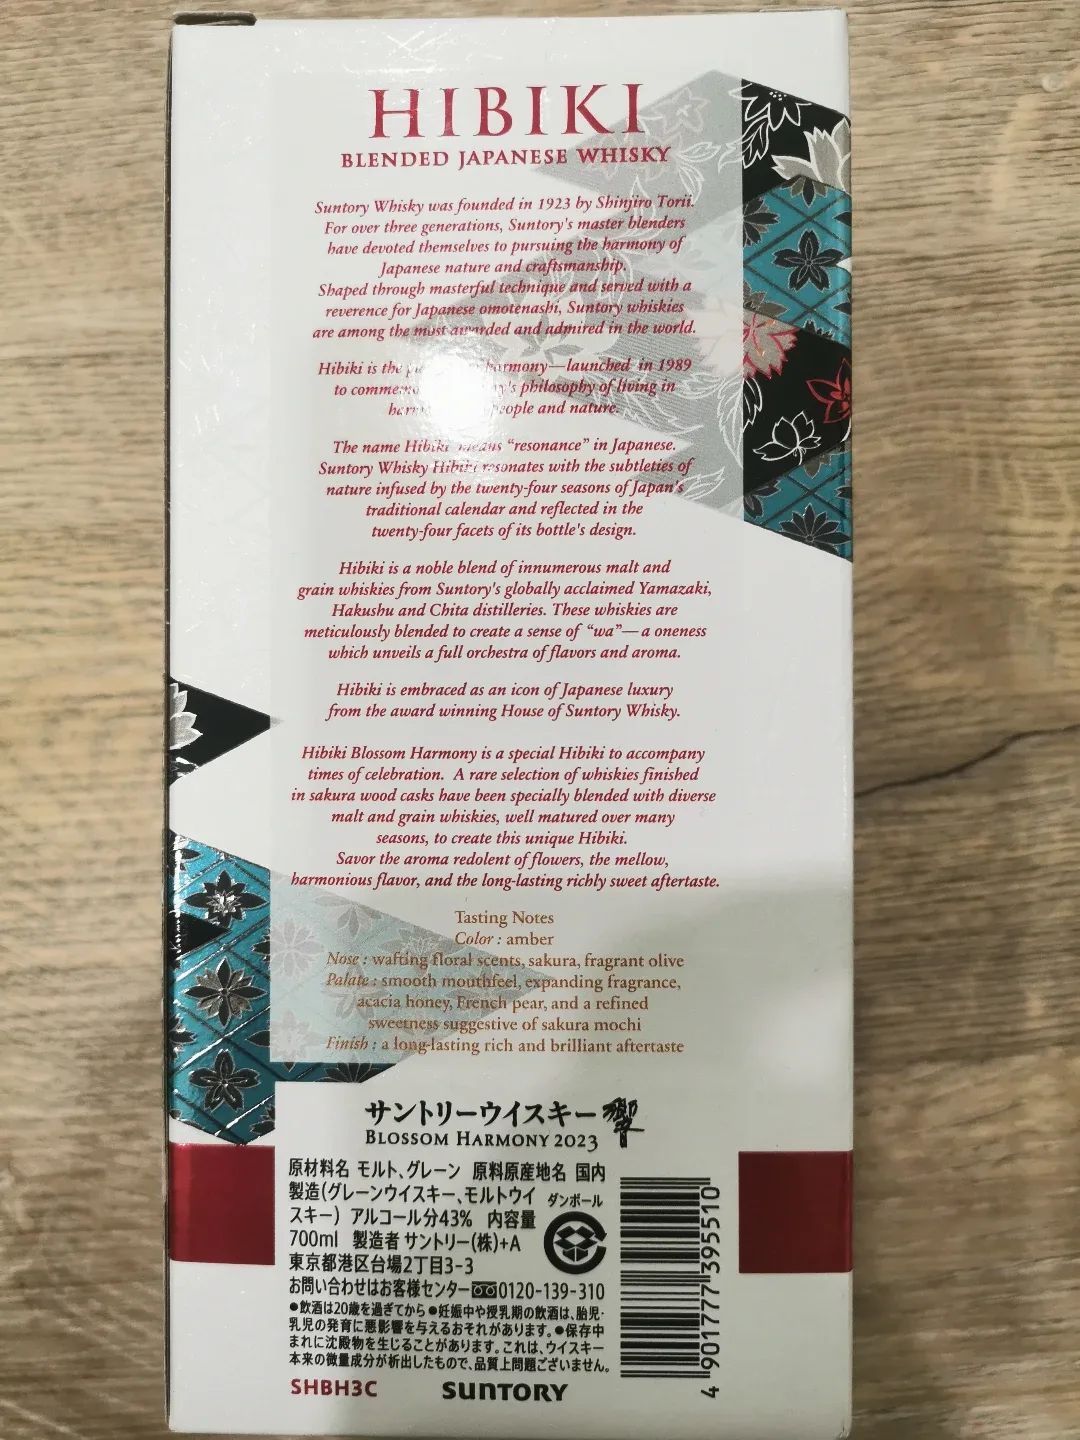 HIBIKI
BLENDED JAPANESE WHISKY
Suntory Whisky was founded in 1923 by Shinjiro Torii.
For over three generations, Suntory's master blenders
have devoted themselves to pursuing the harmony of
Japanese nature and craftsmanship.
Shaped through masterful technique and served with a
reverence for Japanese omotenashi, Suntory whiskies
are among the most awarded and admired in the world.
Hibiki is the harmony—launched in 1989
to philosophy of living in
people and nature.
The name Hibiki means “resonance” in Japanese.
Suntory Whisky Hibiki resonates with the subtleties of
nature infused by the twenty-four seasons of Japan's
traditional calendar and reflected in the
twenty-four facets of its bottle's design.
Hibiki is a noble blend of innumerous malt and
grain whiskies from Suntory's globally acclaimed Yamazaki,
Hakushu and Chita distilleries. These whiskies are
meticulously blended to create a sense of “wa”—a oneness
which unveils a full orchestra of flavors and aroma.
Hibiki is embraced as an icon of Japanese luxury
from the award winning House of Suntory Whisky.
Hibiki Blossom Harmony is a special Hibiki to accompany
times of celebration. A rare selection of whiskies finished
in sakura wood casks have been specially blended with diverse
malt and grain whiskies, well matured over many
seasons, to create this unique Hibiki.
Savor the aroma redolent of flowers, the mellow,
harmonious flavor, and the long-lasting richly sweet aftertaste.
Tasting Notes
Color : amber
Nose : wafting floral scents, sakura, fragrant olive
Palate : smooth mouthfeel, expanding fragrance,
acacia honey, French pear, and a refined
sweetness suggestive of sakura mochi
Finish : a long-lasting rich and brilliant aftertaste
サントリーウイスキー 響
BLOSSOM HARMONY 2023
原材料名 モルト、グレーン 原料原産地名 国内
製造(グレーンウイスキー、モルトウイ
スキー) アルコール分43% 内容量
700ml 製造者 サントリー(株)+A
東京都港区台場2丁目3-3
ダンボール
お問い合わせはお客様センター 0120-139-310
●飲酒は20歳を過ぎてから ●妊娠中や授乳期の飲酒は、胎児・
乳児の発育に悪影響を与えるおそれがあります。●保存中
まれに沈殿物を生じることがあります。これは、ウイスキー
本来の微量成分が析出したもので、品質上問題ございません。
SHBH3C SUNTORY
4 901777 395510